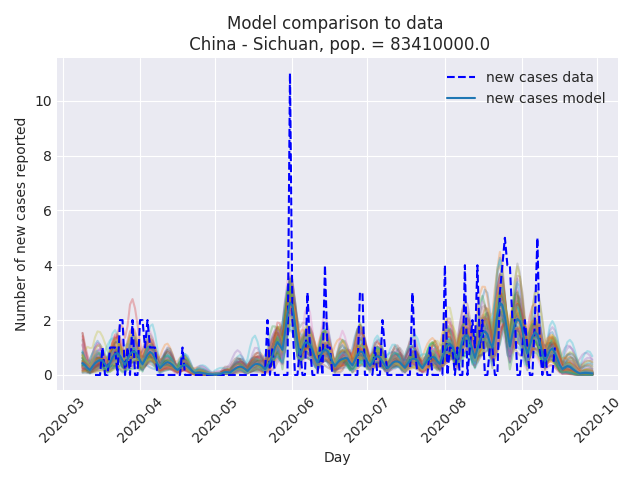 Model comparison to data
China - Sichuan, pop. = 83410000.0
new cases data
new cases model
Number of new cases reported
10
8
6
4
2
0
2020-03
2020-04
2020-05
2020-06
2020-07
2020-08
2020-09
2020-10
Day